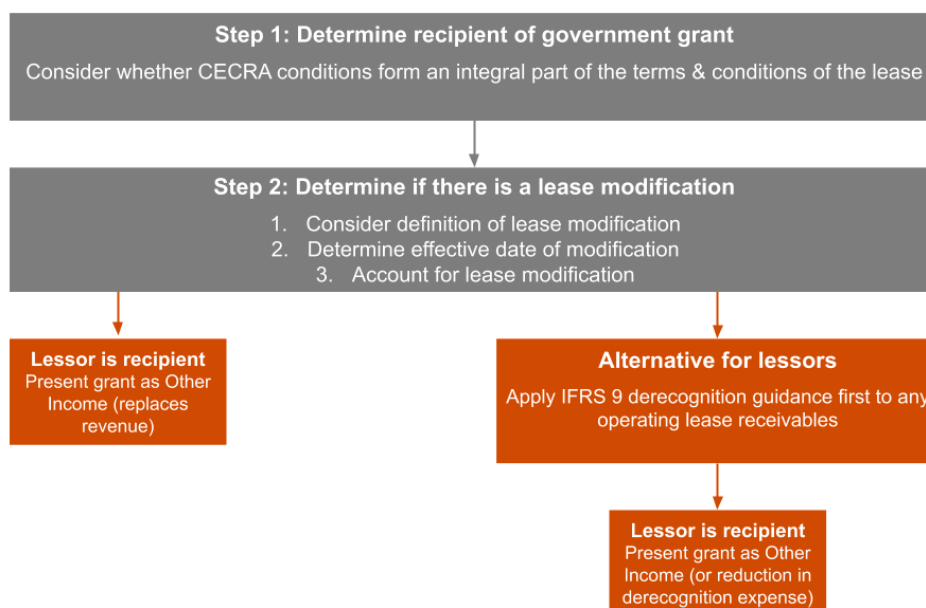 Step 1: Determine recipient of government grant
Consider whether CECRA conditions form an integral part of the terms & conditions of the lease
Step 2: Determine if there is a lease modification
1. Consider definition of lease modification
2. Determine effective date of modification
3. Account for lease modification
Lessor is recipient
Present grant as Other
Income (replaces
revenue)
Alternative for lessors
Apply IFRS 9 derecognition guidance first to any
operating lease receivables
Lessor is recipient
Present grant as Other
Income (or reduction in
derecognition expense)